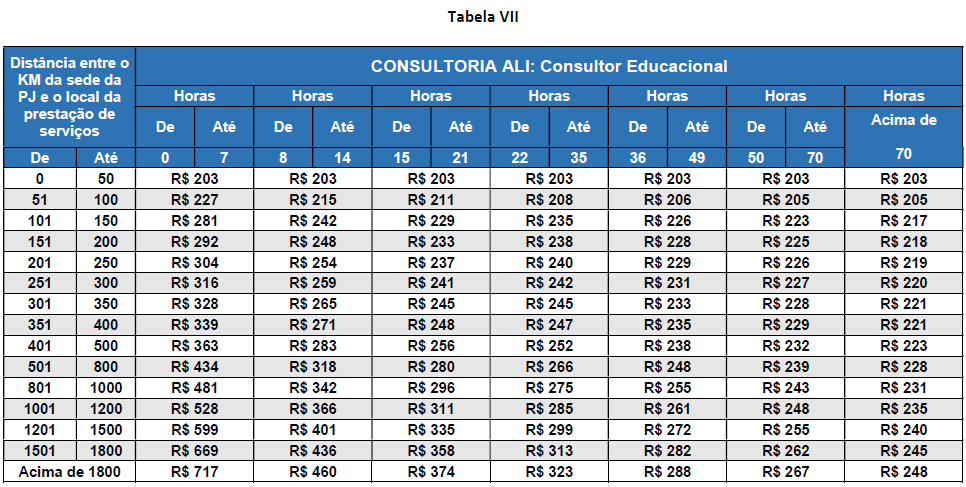 Tabela VII
Distância entre o
KM da sede da
PJ e o local da
prestação de
serviços
CONSULTORIA ALI: Consultor Educacional
Horas Horas Horas Horas Horas Horas Horas
De Até De Até De Até De Até De Até De Até Acima de
De Até 0 7 8 14 15 21 22 35 36 49 50 70 70
0 50 R$ 203 R$ 203 R$ 203 R$ 203 R$ 203 R$ 203 R$ 203
51 100 R$ 227 R$ 215 R$ 211 R$ 208 R$ 206 R$ 205 R$ 205
101 150 R$ 281 R$ 242 R$ 229 R$ 235 R$ 226 R$ 223 R$ 217
151 200 R$ 292 R$ 248 R$ 233 R$ 238 R$ 228 R$ 225 R$ 218
201 250 R$ 304 R$ 254 R$ 237 R$ 240 R$ 229 R$ 226 R$ 219
251 300 R$ 316 R$ 259 R$ 241 R$ 242 R$ 231 R$ 227 R$ 220
301 350 R$ 328 R$ 265 R$ 245 R$ 245 R$ 233 R$ 228 R$ 221
351 400 R$ 339 R$ 271 R$ 248 R$ 247 R$ 235 R$ 229 R$ 221
401 500 R$ 363 R$ 283 R$ 256 R$ 252 R$ 238 R$ 232 R$ 223
501 800 R$ 434 R$ 318 R$ 280 R$ 266 R$ 248 R$ 239 R$ 228
801 1000 R$ 481 R$ 342 R$ 296 R$ 275 R$ 255 R$ 243 R$ 231
1001 1200 R$ 528 R$ 366 R$ 311 R$ 285 R$ 261 R$ 248 R$ 235
1201 1500 R$ 599 R$ 401 R$ 335 R$ 299 R$ 272 R$ 255 R$ 240
1501 1800 R$ 669 R$ 436 R$ 358 R$ 313 R$ 282 R$ 262 R$ 245
Acima de 1800 R$ 717 R$ 460 R$ 374 R$ 323 R$ 288 R$ 267 R$ 248